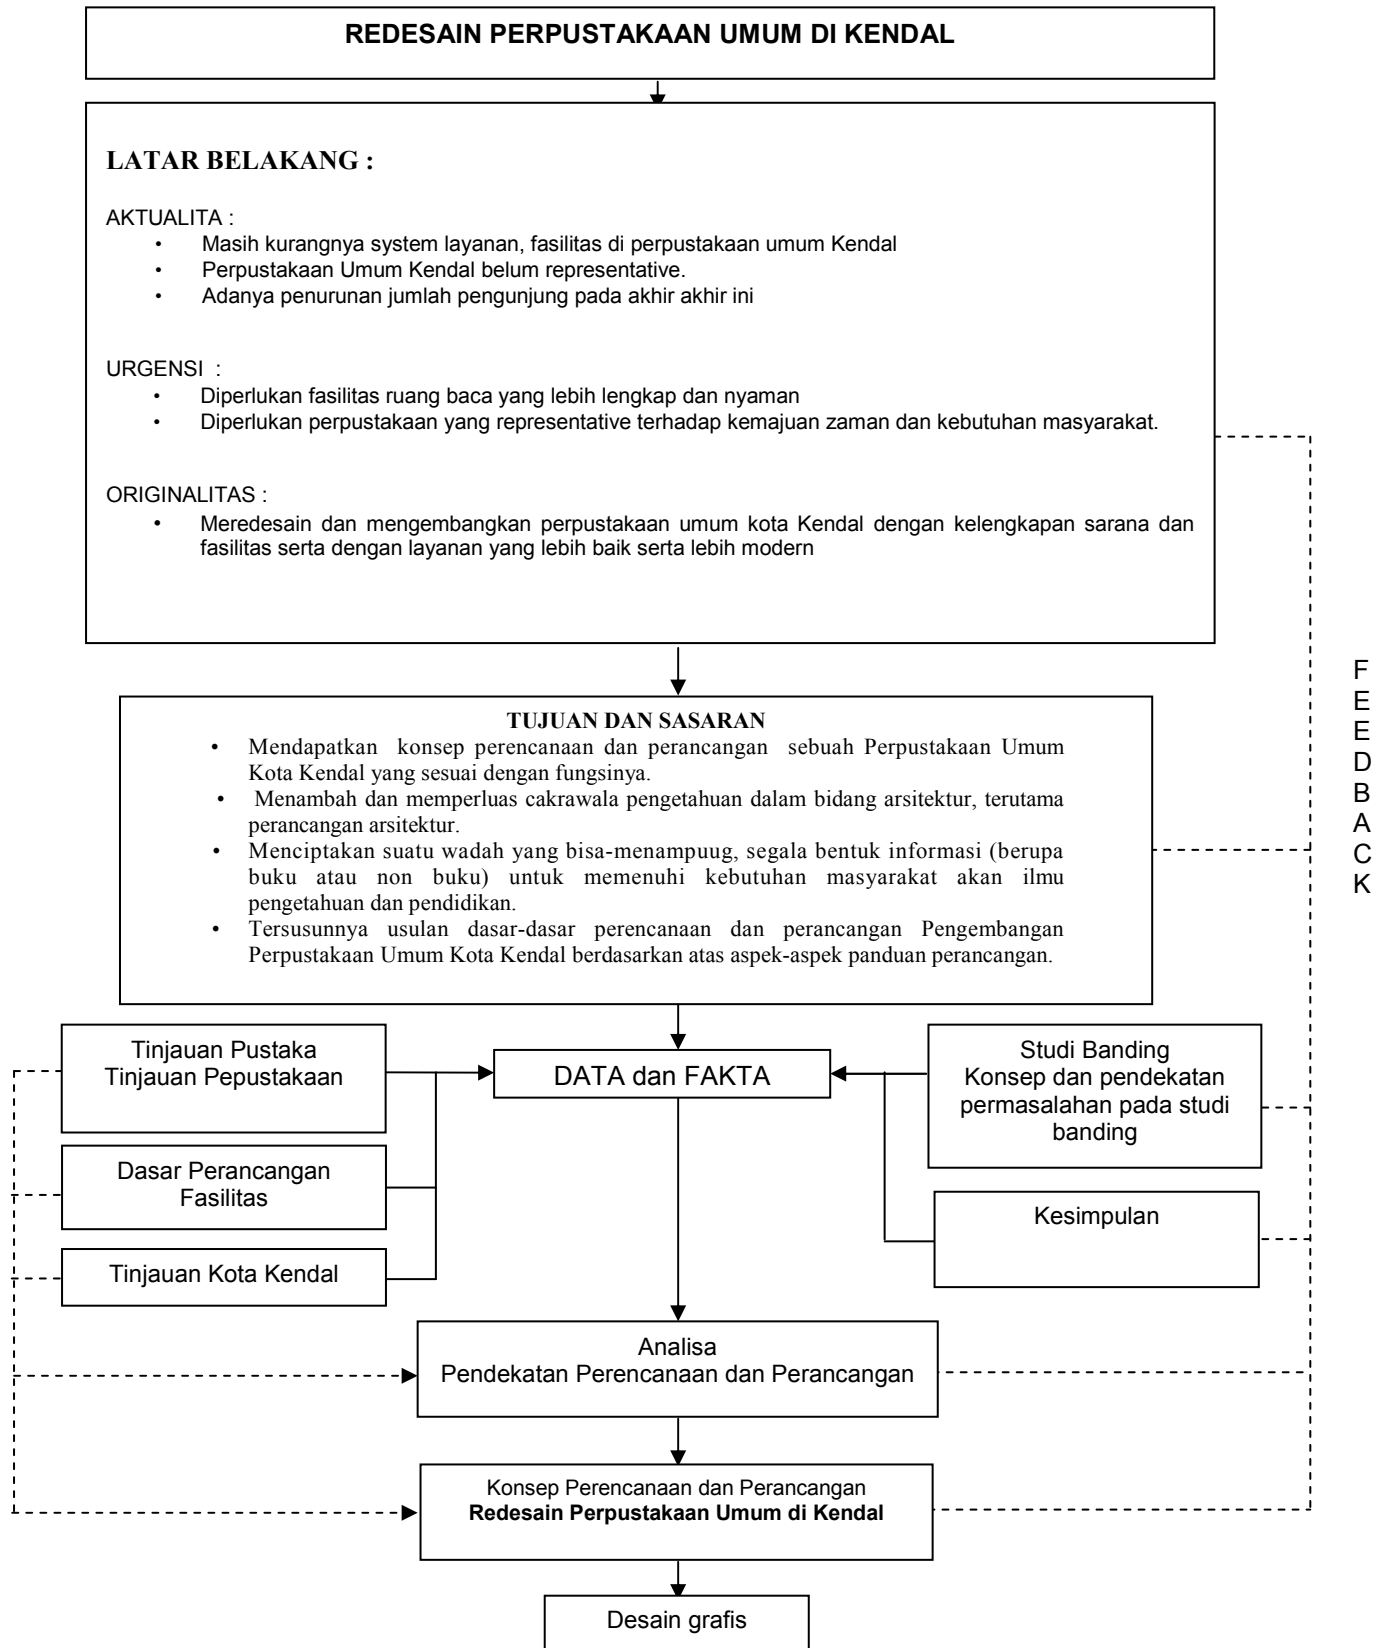 REDESAIN PERPUSTAKAAN UMUM DI KENDAL
LATAR BELAKANG :
AKTUALITA :
• Masih kurangnya system layanan, fasilitas di perpustakaan umum Kendal
• Perpustakaan Umum Kendal belum representative.
• Adanya penurunan jumlah pengunjung pada akhir akhir ini
URGENSI :
• Diperlukan fasilitas ruang baca yang lebih lengkap dan nyaman
• Diperlukan perpustakaan yang representative terhadap kemajuan zaman dan kebutuhan masyarakat.
ORIGINALITAS :
• Meredesain dan mengembangkan perpustakaan umum kota Kendal dengan kelengkapan sarana dan
fasilitas serta dengan layanan yang lebih baik serta lebih modern
TUJUAN DAN SASARAN
• Mendapatkan konsep perencanaan dan perancangan sebuah Perpustakaan Umum
Kota Kendal yang sesuai dengan fungsinya.
• Menambah dan memperluas cakrawala pengetahuan dalam bidang arsitektur, terutama
perancangan arsitektur.
• Menciptakan suatu wadah yang bisa-menampuug, segala bentuk informasi (berupa
buku atau non buku) untuk memenuhi kebutuhan masyarakat akan ilmu
pengetahuan dan pendidikan.
• Tersusunnya usulan dasar-dasar perencanaan dan perancangan Pengembangan
Perpustakaan Umum Kota Kendal berdasarkan atas aspek-aspek panduan perancangan.
F
E
E
D
B
A
C
K
Tinjauan Pustaka
Tinjauan Pepustakaan
Dasar Perancangan
Fasilitas
Tinjauan Kota Kendal
DATA dan FAKTA
Studi Banding
Konsep dan pendekatan
permasalahan pada studi
banding
Kesimpulan
Analisa
Pendekatan Perencanaan dan Perancangan
Konsep Perencanaan dan Perancangan
Redesain Perpustakaan Umum di Kendal
Desain grafis